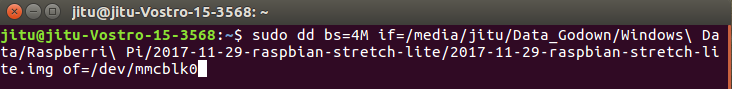 jitu@jitu-Vostro-15-3568: ~
jitu@jitu-Vostro-15-3568:~$ sudo dd bs=4M if=/media/jitu/Data_Godown/Windows\ Da
ta/Raspberri\ Pi/2017-11-29-raspbian-stretch-lite/2017-11-29-raspbian-stretch-li
te.img of=/dev/mmcblk0